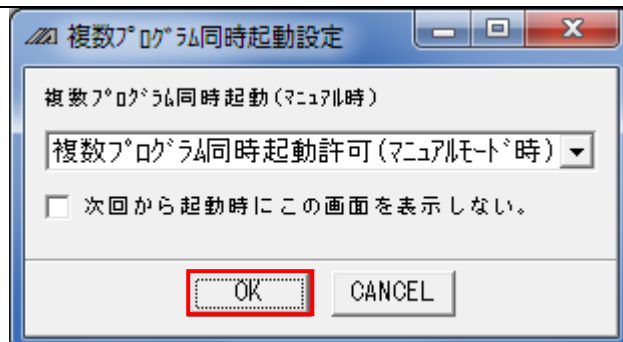 複数ﾌﾟﾛｸﾞﾗﾑ同時起動設定
複数ﾌﾟﾛｸﾞﾗﾑ同時起動(ﾏﾆｭｱﾙ時)
複数ﾌﾟﾛｸﾞﾗﾑ同時起動許可(ﾏﾆｭｱﾙﾓｰﾄﾞ時)
次回から起動時にこの画面を表示しない。
OK CANCEL